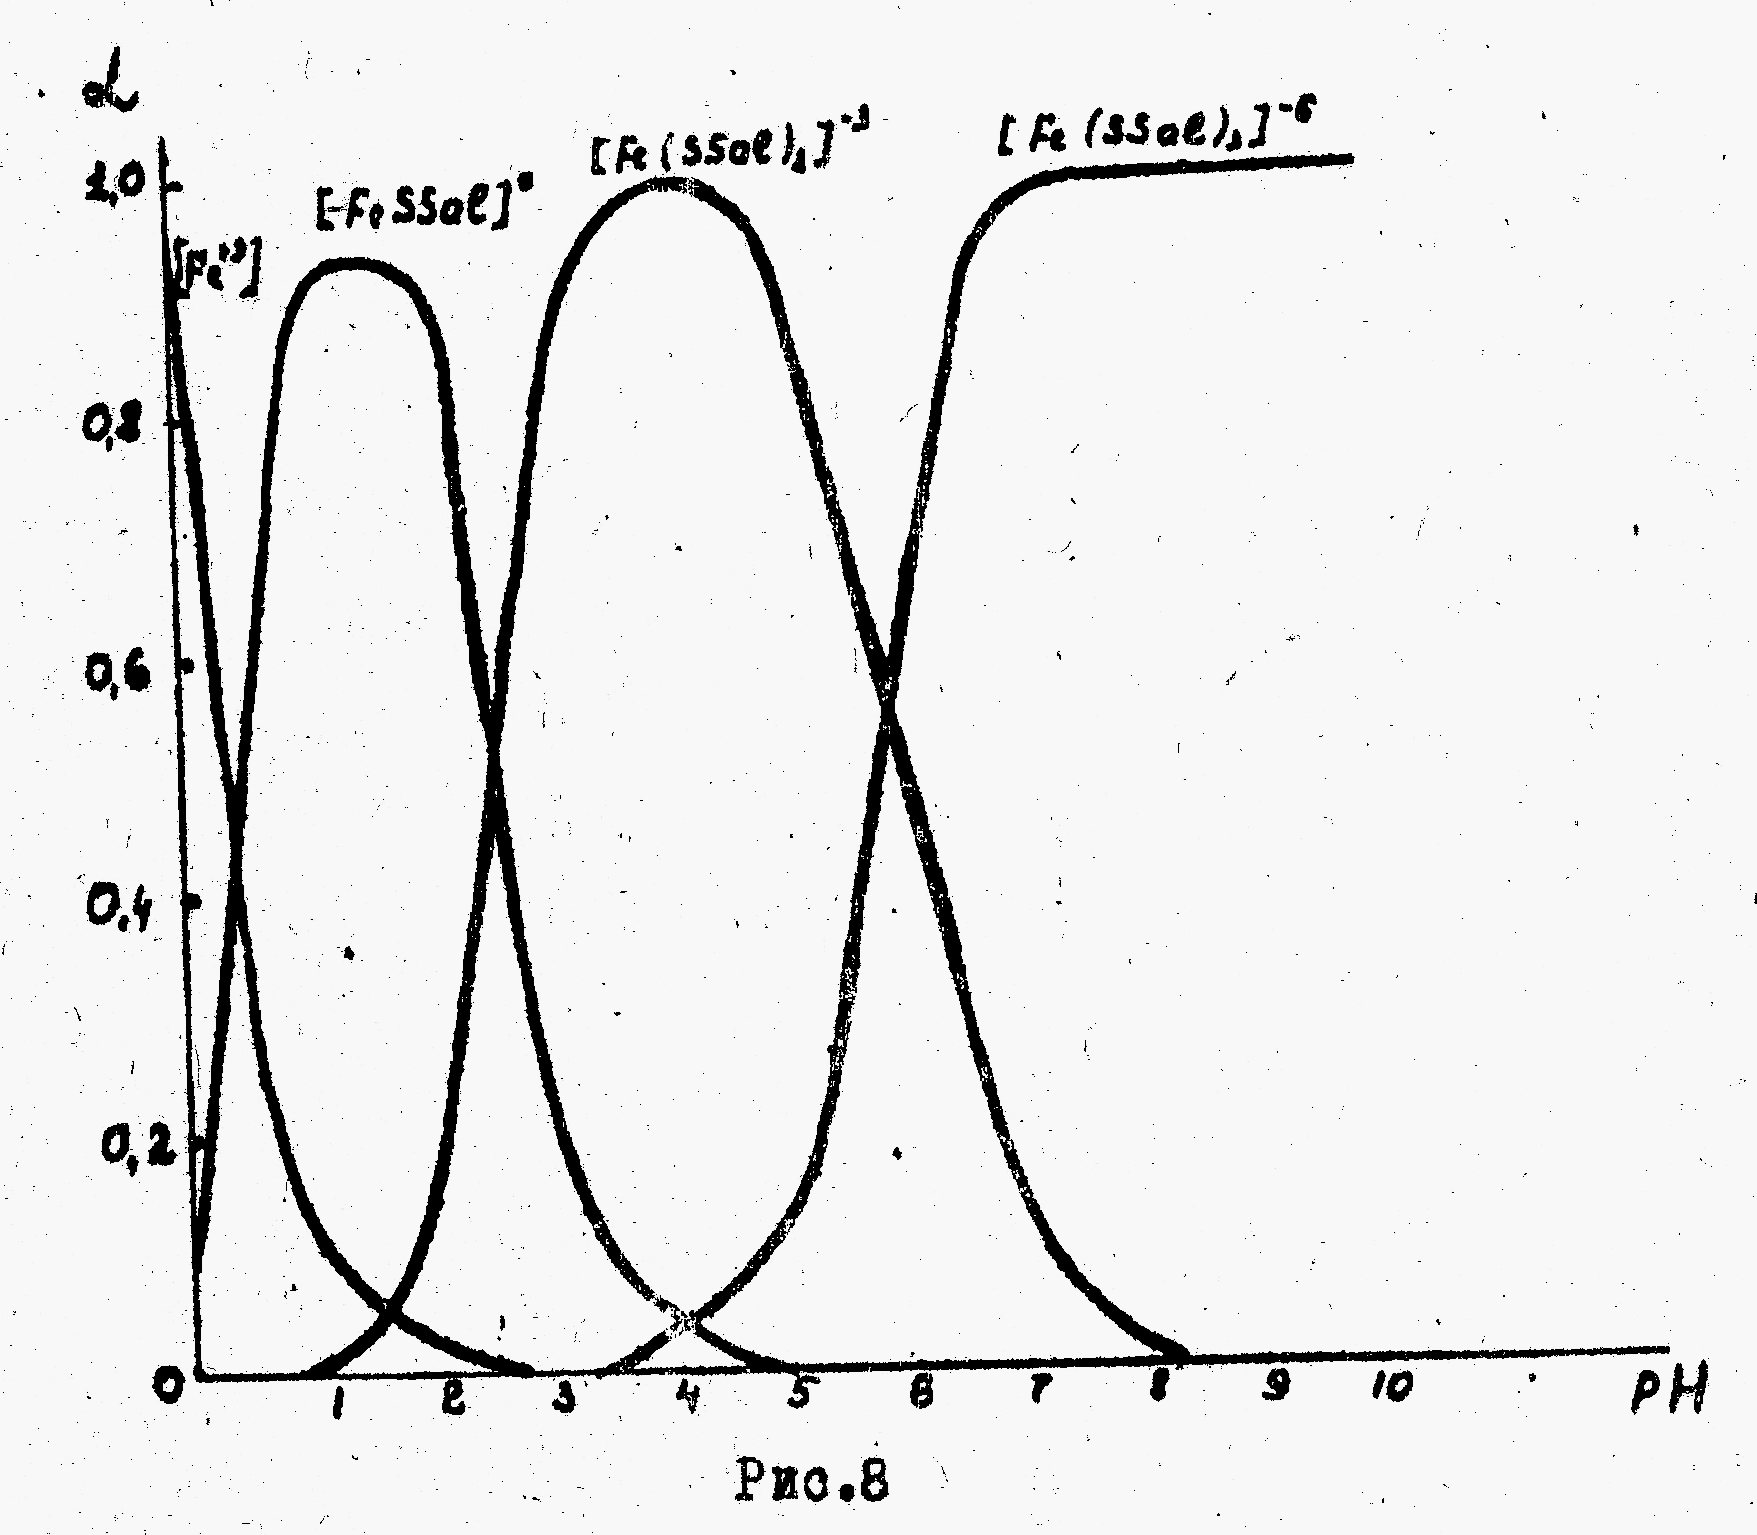 α
[Fe⁺³]
[FeSSal]⁰
[Fe(SSal)₂]⁻³
[Fe(SSal)₃]⁻⁶
1,0
0,8
0,6
0,4
0,2
0 1 2 3 4 5 6 7 8 9 10 pH
Рис.8